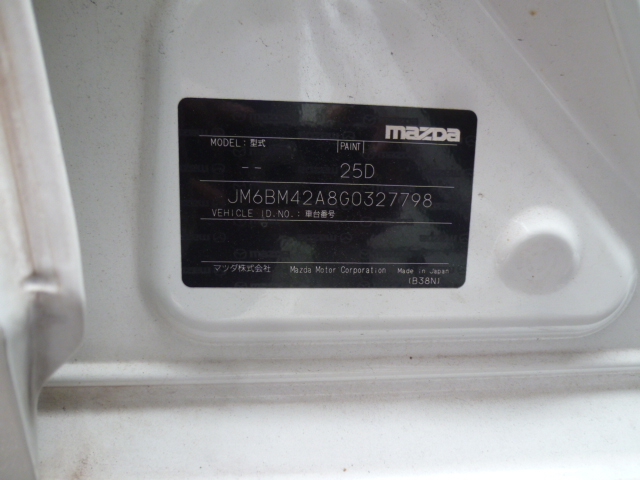 mazda
MODEL : 型式 PAINT
-- 25D
JM6BM42A8G0327798
VEHICLE ID.NO.: 車台番号
マツダ株式会社 Mazda Motor Corporation Made in Japan
1B38N1